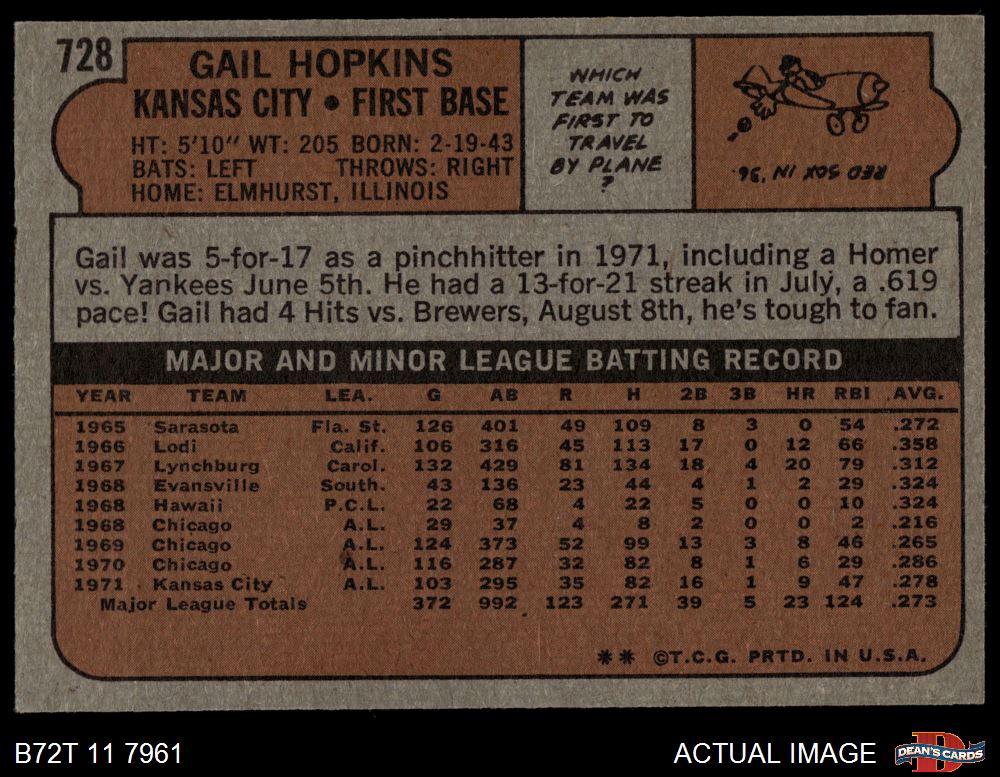 728
GAIL HOPKINS
KANSAS CITY • FIRST BASE
HT: 5'10" WT: 205 BORN: 2-19-43
BATS: LEFT THROWS: RIGHT
HOME: ELMHURST, ILLINOIS
WHICH
TEAM WAS
FIRST TO
TRAVEL
BY PLANE
?
RED SOX IN '36.
Gail was 5-for-17 as a pinchhitter in 1971, including a Homer
vs. Yankees June 5th. He had a 13-for-21 streak in July, a .619
pace! Gail had 4 Hits vs. Brewers, August 8th, he's tough to fan.
MAJOR AND MINOR LEAGUE BATTING RECORD
YEAR TEAM LEA. G AB R H 2B 3B HR RBI AVG.
1965 Sarasota Fla. St. 126 401 49 109 8 3 0 54 .272
1966 Lodi Calif. 106 316 45 113 17 0 12 66 .358
1967 Lynchburg Carol. 132 429 81 134 18 4 20 79 .312
1968 Evansville South. 43 136 23 44 4 1 2 29 .324
1968 Hawaii P.C.L. 22 68 4 22 5 0 0 10 .324
1968 Chicago A.L. 29 37 4 8 2 0 0 2 .216
1969 Chicago A.L. 124 373 52 99 13 3 8 46 .265
1970 Chicago A.L. 116 287 32 82 8 1 6 29 .286
1971 Kansas City A.L. 103 295 35 82 16 1 9 47 .278
Major League Totals 372 992 123 271 39 5 23 124 .273
** ©T.C.G. PRTD. IN U.S.A.
B72T 11 7961
ACTUAL IMAGE
DEAN'S CARDS